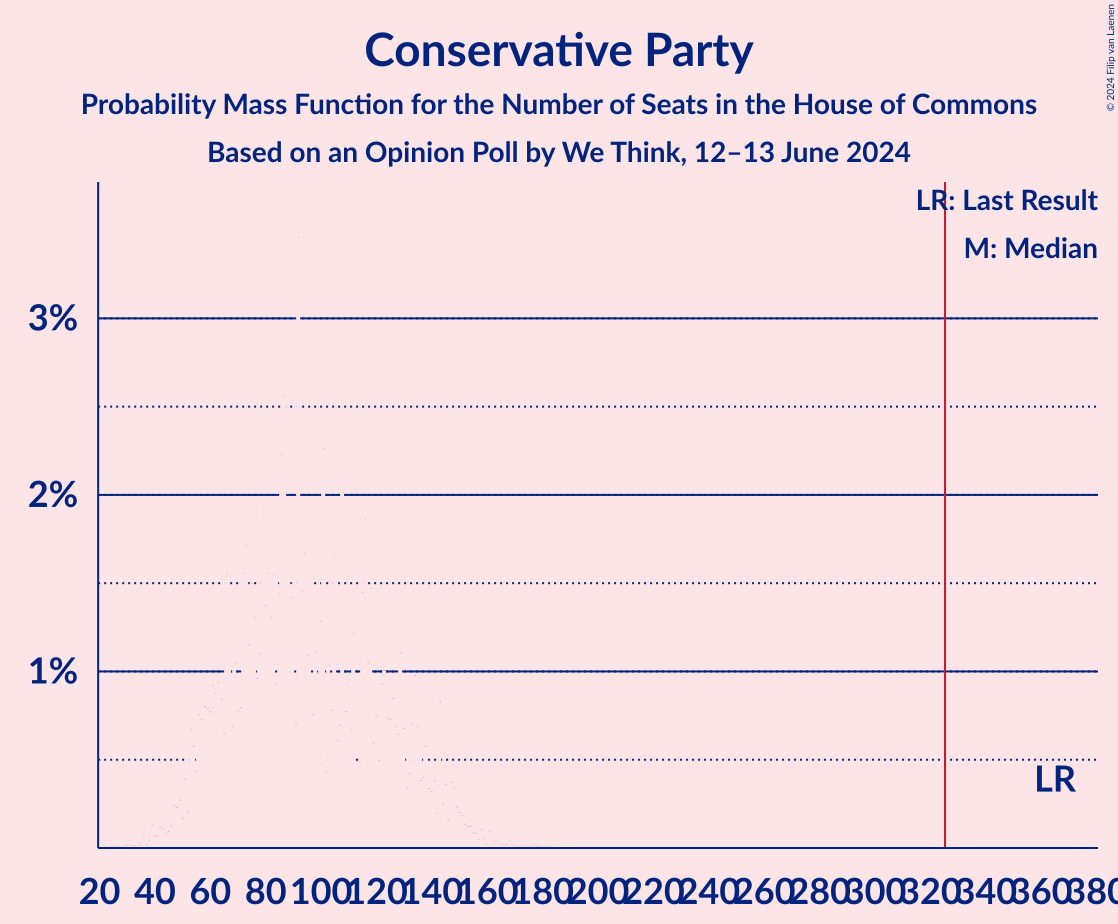 Conservative Party
Probability Mass Function for the Number of Seats in the House of Commons
Based on an Opinion Poll by We Think, 12–13 June 2024
© 2024 Filip van Laenen
LR: Last Result
M: Median
3%
2%
1%
LR
20 40 60 80 100 120 140 160 180 200 220 240 260 280 300 320 340 360 380